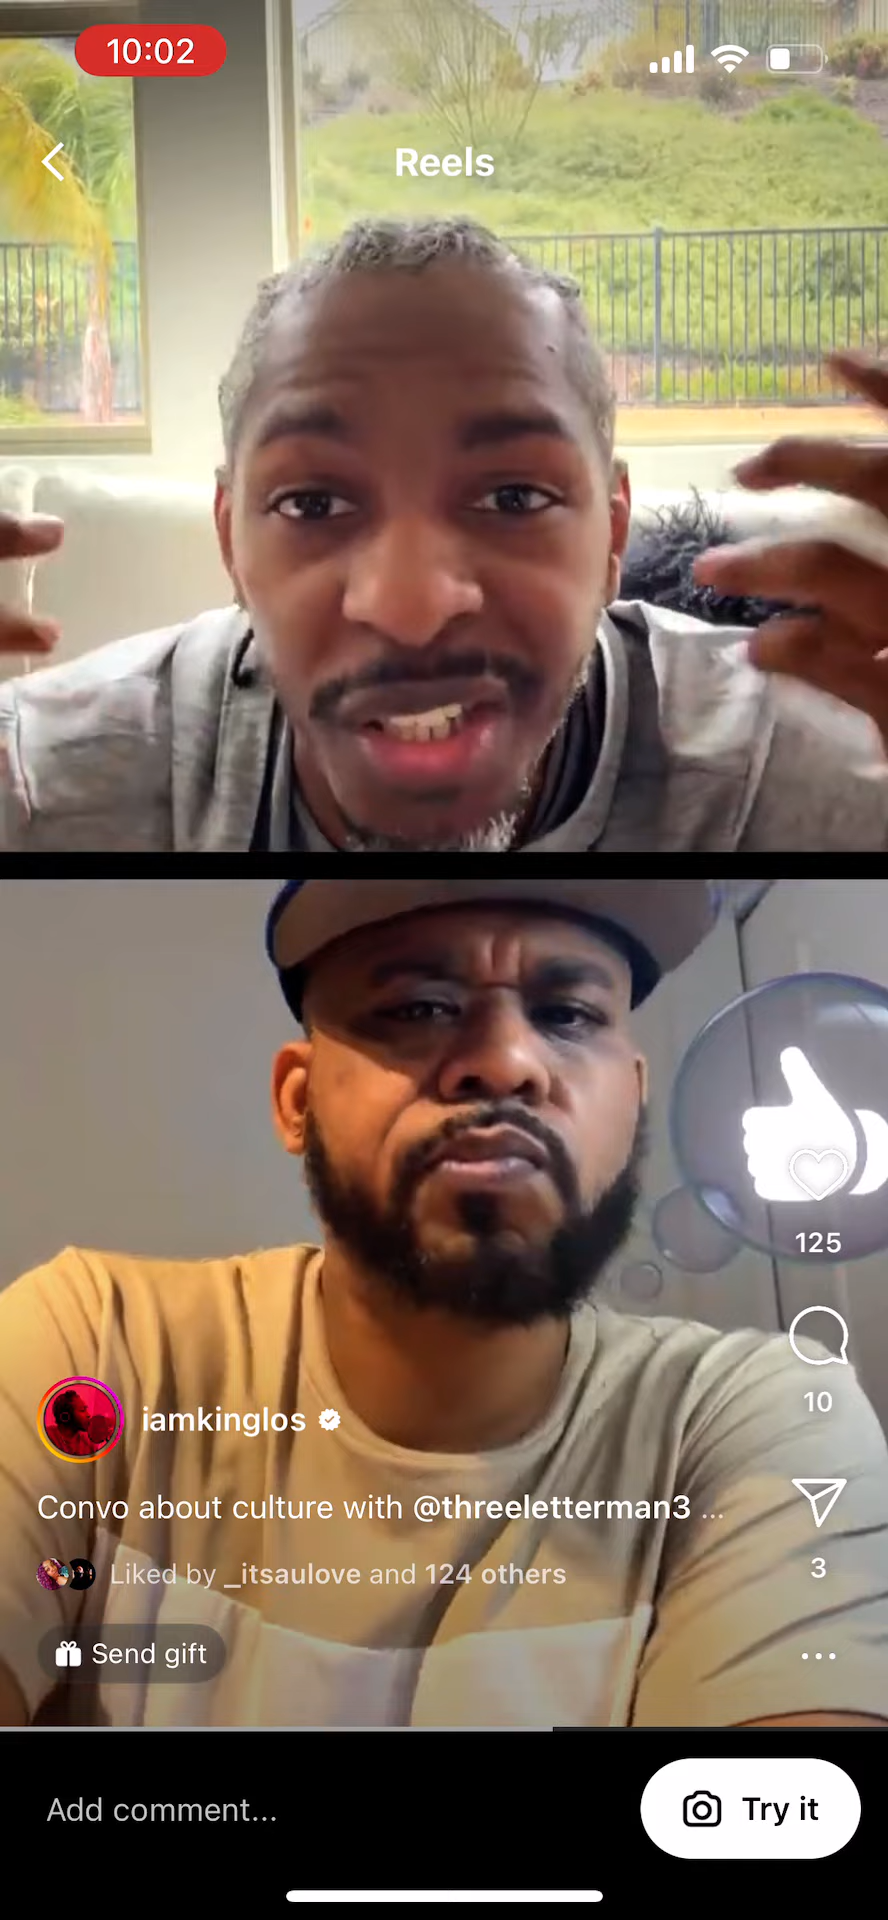 10:02
Reels
125
10
iamkinglos
Convo about culture with @threeletterman3 ...
3
Liked by _itsaulove and 124 others
Send gift
Add comment...
Try it